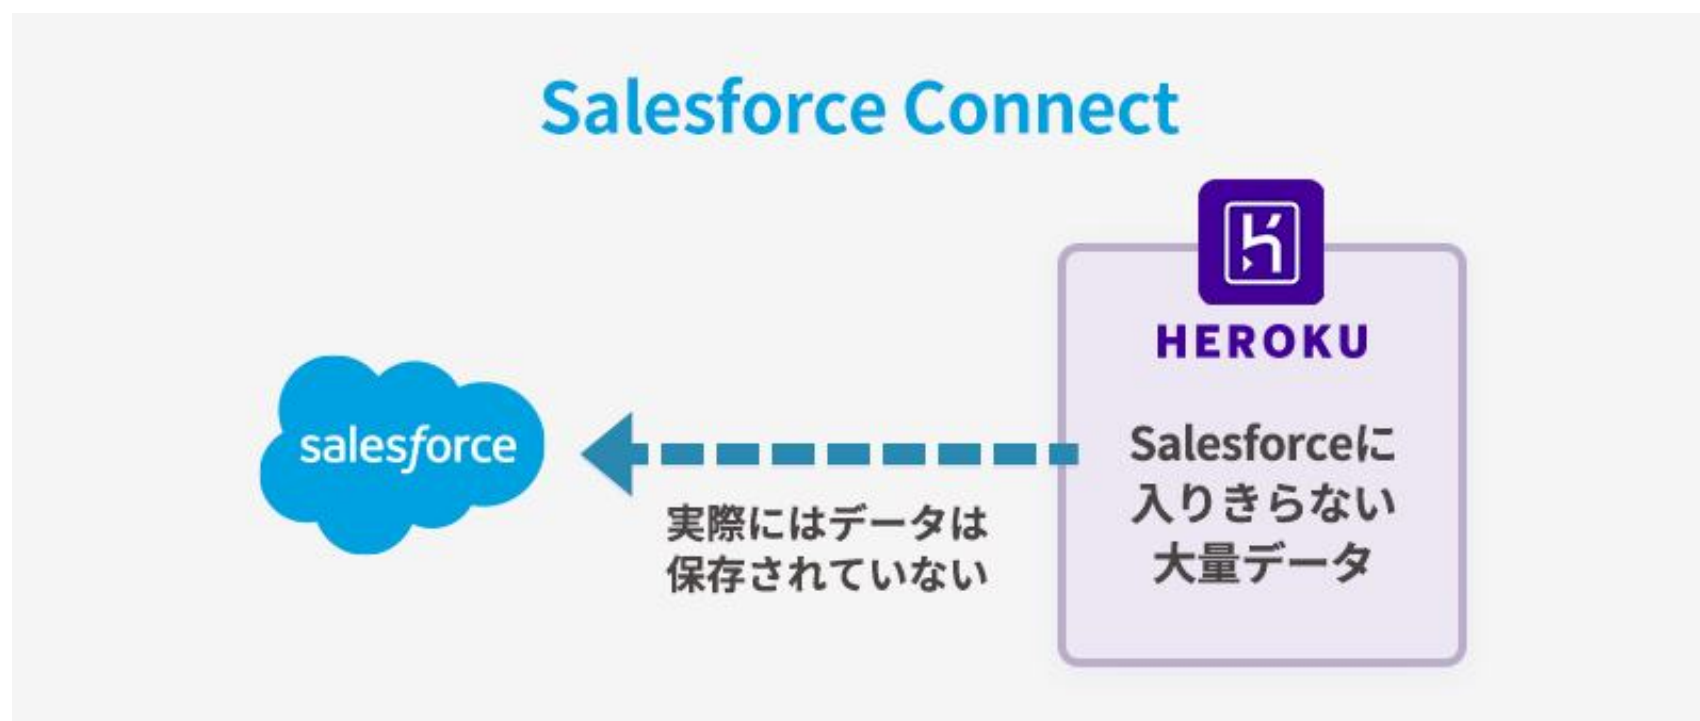 Salesforce Connect
HEROKU
salesforce
Salesforceに
入りきらない
大量データ
実際にはデータは
保存されていない